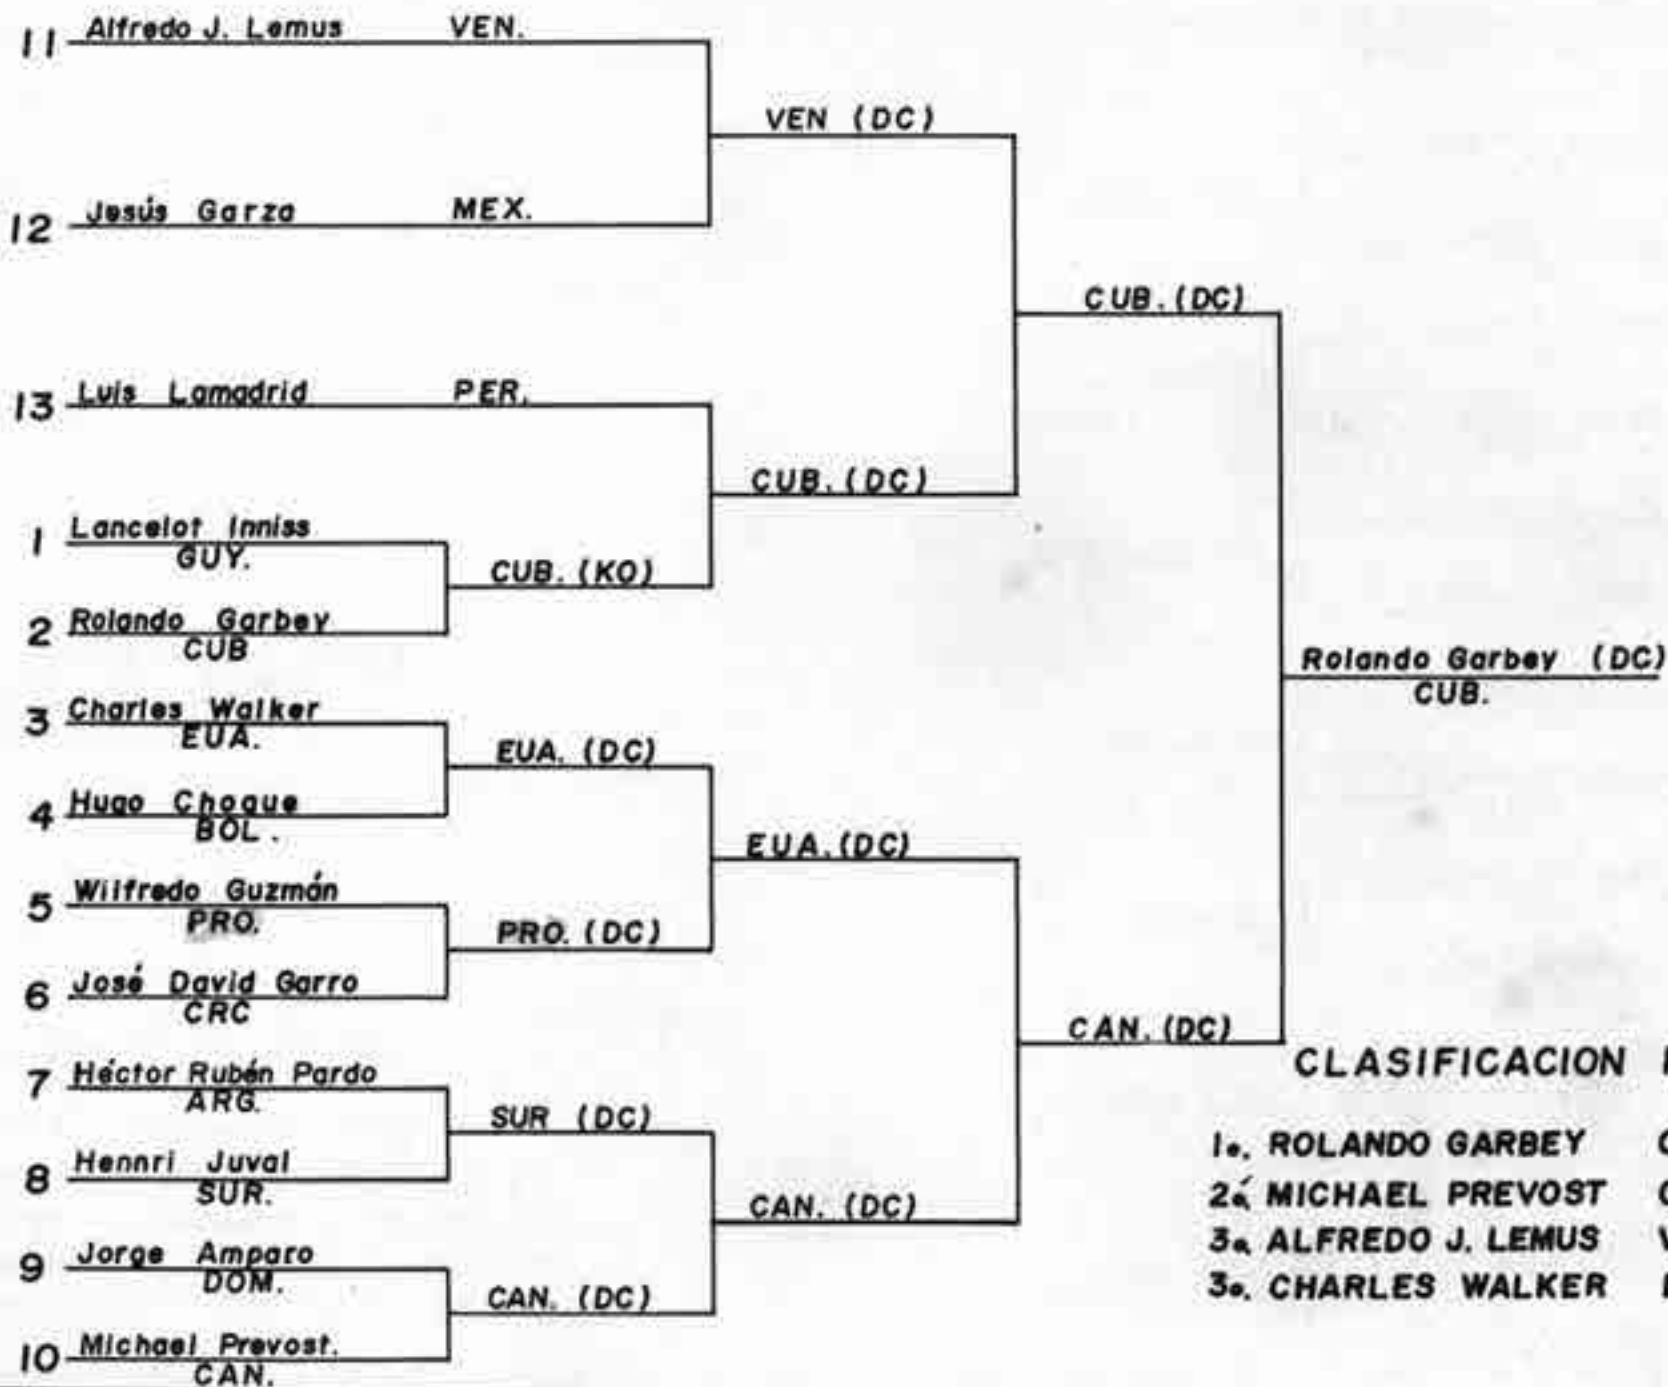 11 Alfredo J. Lemus VEN.
VEN (DC)
12 Jesús Garza MEX.
CUB. (DC)
13 Luis Lamadrid PER.
CUB. (DC)
1 Lancelot Inniss
GUY.
CUB. (KO)
2 Rolando Garbey
CUB
Rolando Garbey (DC)
CUB.
3 Charles Walker
EUA.
EUA. (DC)
4 Hugo Choque
BOL.
EUA. (DC)
5 Wilfredo Guzmán
PRO.
PRO. (DC)
6 José David Garro
CRC
CAN. (DC)
7 Héctor Rubén Pardo
ARG.
SUR (DC)
8 Hennri Juval
SUR.
CAN. (DC)
9 Jorge Amparo
DOM.
CAN. (DC)
10 Michael Prevost.
CAN.
CLASIFICACION
1o. ROLANDO GARBEY
2o. MICHAEL PREVOST
3o. ALFREDO J. LEMUS
3o. CHARLES WALKER